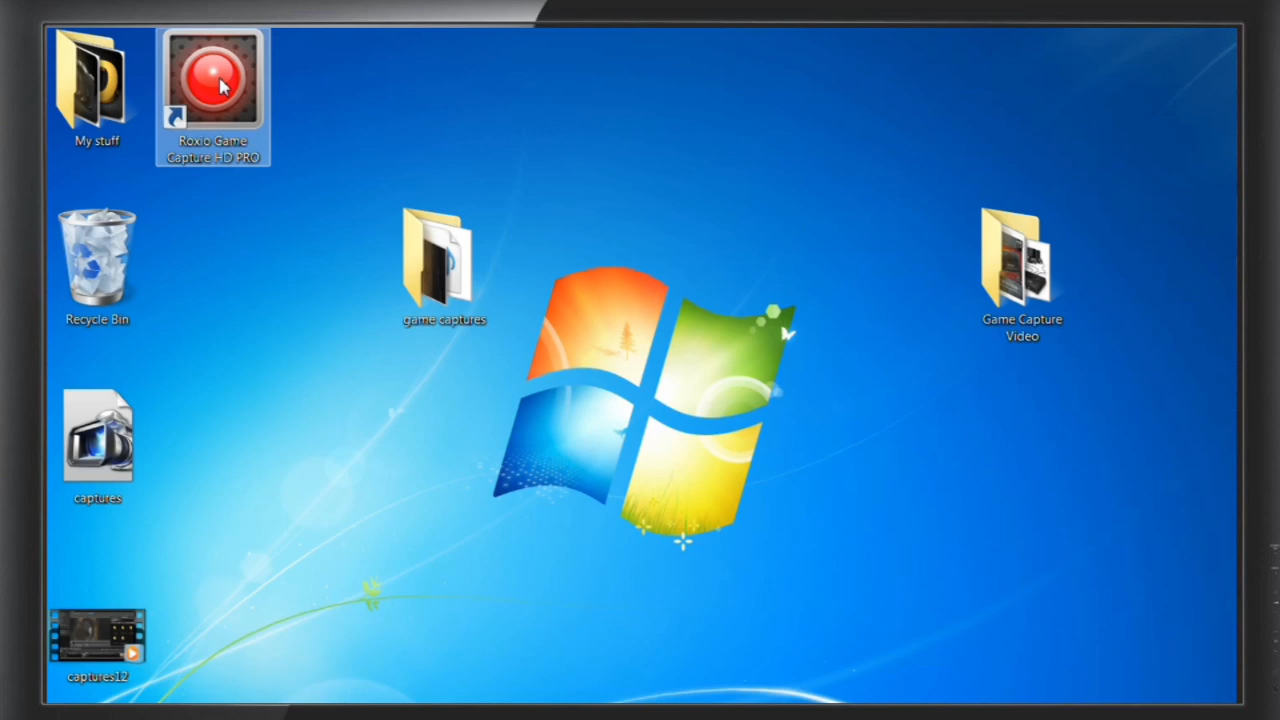 My stuff
Roxio Game
Capture HD PRO
Recycle Bin
game captures
Game Capture
Video
captures
captures12